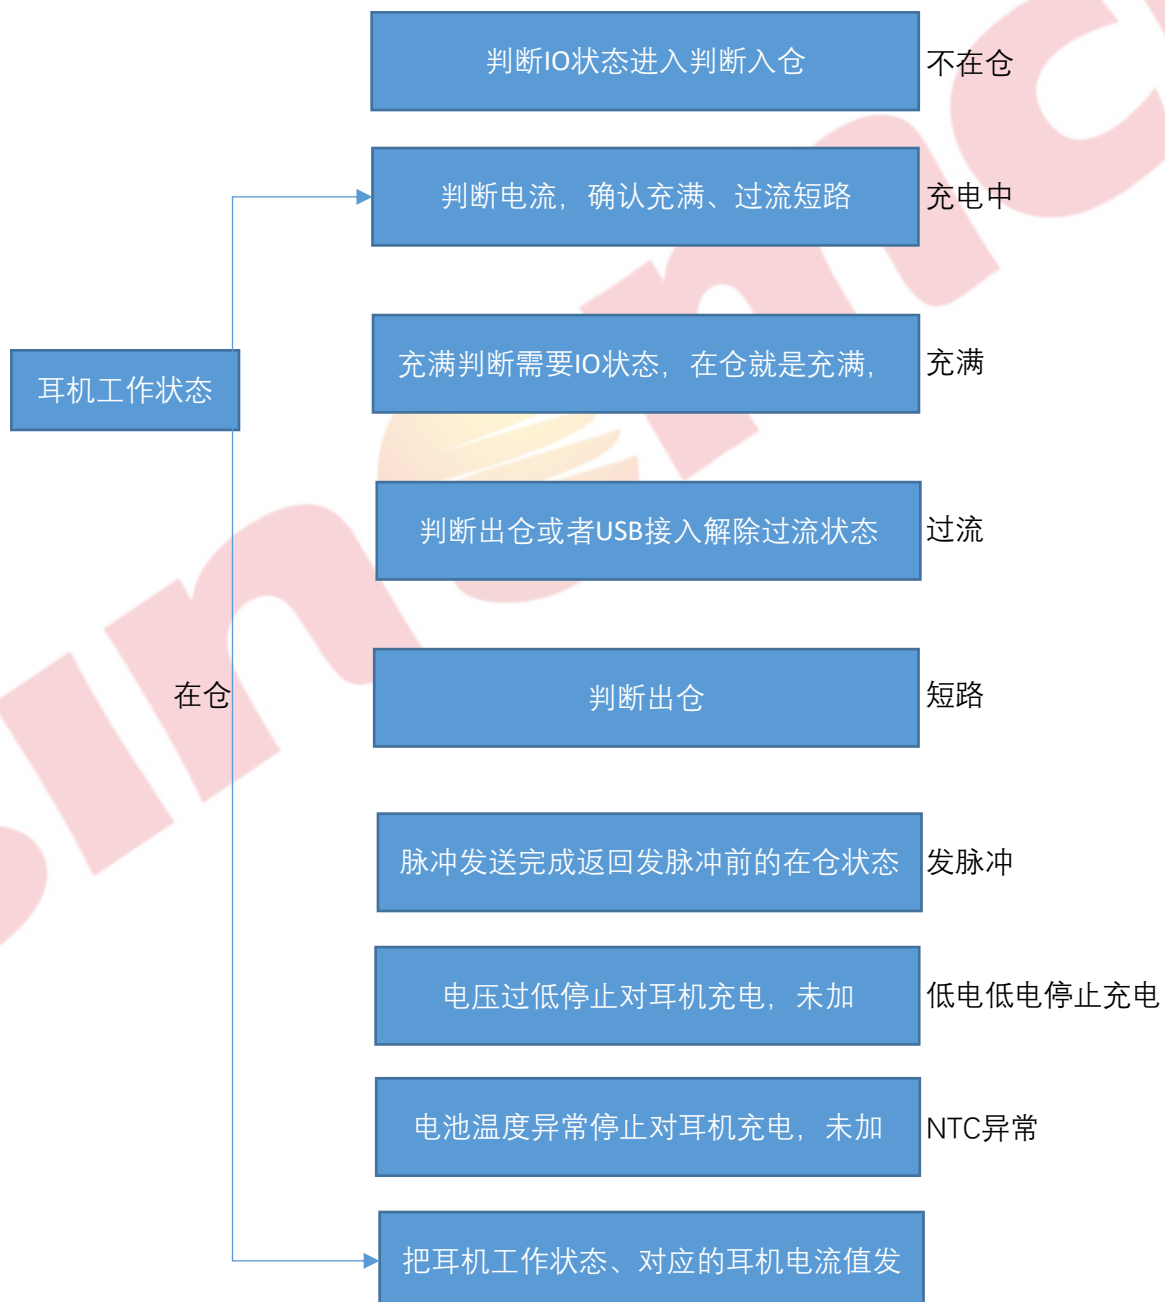 判断IO状态进入判断入仓 不在仓
判断电流，确认充满、过流短路 充电中
充满判断需要IO状态，在仓就是充满， 充满
耳机工作状态
判断出仓或者USB接入解除过流状态 过流
在仓
判断出仓 短路
脉冲发送完成返回发脉冲前的在仓状态 发脉冲
电压过低停止对耳机充电，未加 低电低电停止充电
电池温度异常停止对耳机充电，未加 NTC异常
把耳机工作状态、对应的耳机电流值发